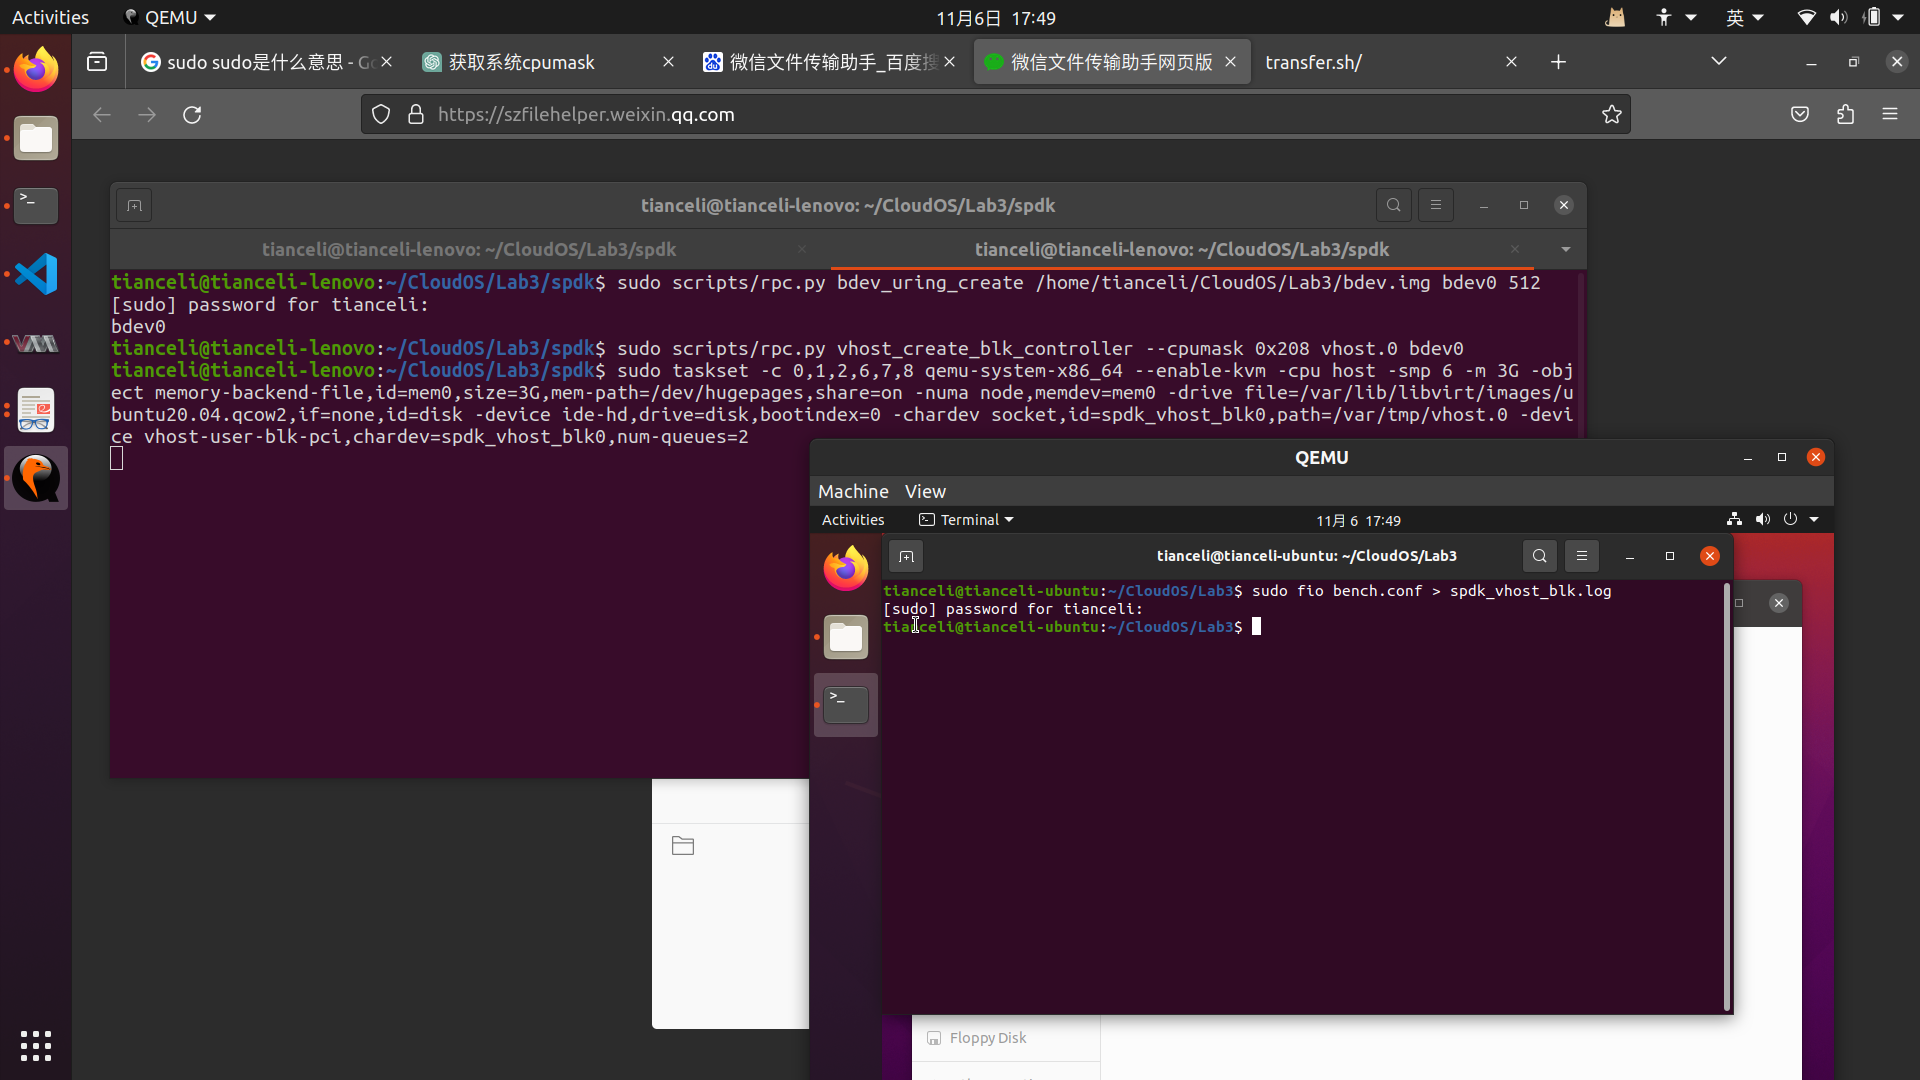 Activities
QEMU
11月6日 17:49
英
sudo sudo是什么意思 - Go
获取系统cpumask
微信文件传输助手_百度搜
微信文件传输助手网页版
transfer.sh/
https://szfilehelper.weixin.qq.com
tianceli@tianceli-lenovo: ~/CloudOS/Lab3/spdk
tianceli@tianceli-lenovo: ~/CloudOS/Lab3/spdk
tianceli@tianceli-lenovo: ~/CloudOS/Lab3/spdk
tianceli@tianceli-lenovo:~/CloudOS/Lab3/spdk$ sudo scripts/rpc.py bdev_uring_create /home/tianceli/CloudOS/Lab3/bdev.img bdev0 512
[sudo] password for tianceli:
bdev0
tianceli@tianceli-lenovo:~/CloudOS/Lab3/spdk$ sudo scripts/rpc.py vhost_create_blk_controller --cpumask 0x208 vhost.0 bdev0
tianceli@tianceli-lenovo:~/CloudOS/Lab3/spdk$ sudo taskset -c 0,1,2,6,7,8 qemu-system-x86_64 --enable-kvm -cpu host -smp 6 -m 3G -obj
ect memory-backend-file,id=mem0,size=3G,mem-path=/dev/hugepages,share=on -numa node,memdev=mem0 -drive file=/var/lib/libvirt/images/u
buntu20.04.qcow2,if=none,id=disk -device ide-hd,drive=disk,bootindex=0 -chardev socket,id=spdk_vhost_blk0,path=/var/tmp/vhost.0 -devi
ce vhost-user-blk-pci,chardev=spdk_vhost_blk0,num-queues=2
QEMU
Machine View
Activities
Terminal
11月 6 17:49
tianceli@tianceli-ubuntu: ~/CloudOS/Lab3
tianceli@tianceli-ubuntu:~/CloudOS/Lab3$ sudo fio bench.conf > spdk_vhost_blk.log
[sudo] password for tianceli:
tianceli@tianceli-ubuntu:~/CloudOS/Lab3$
Floppy Disk